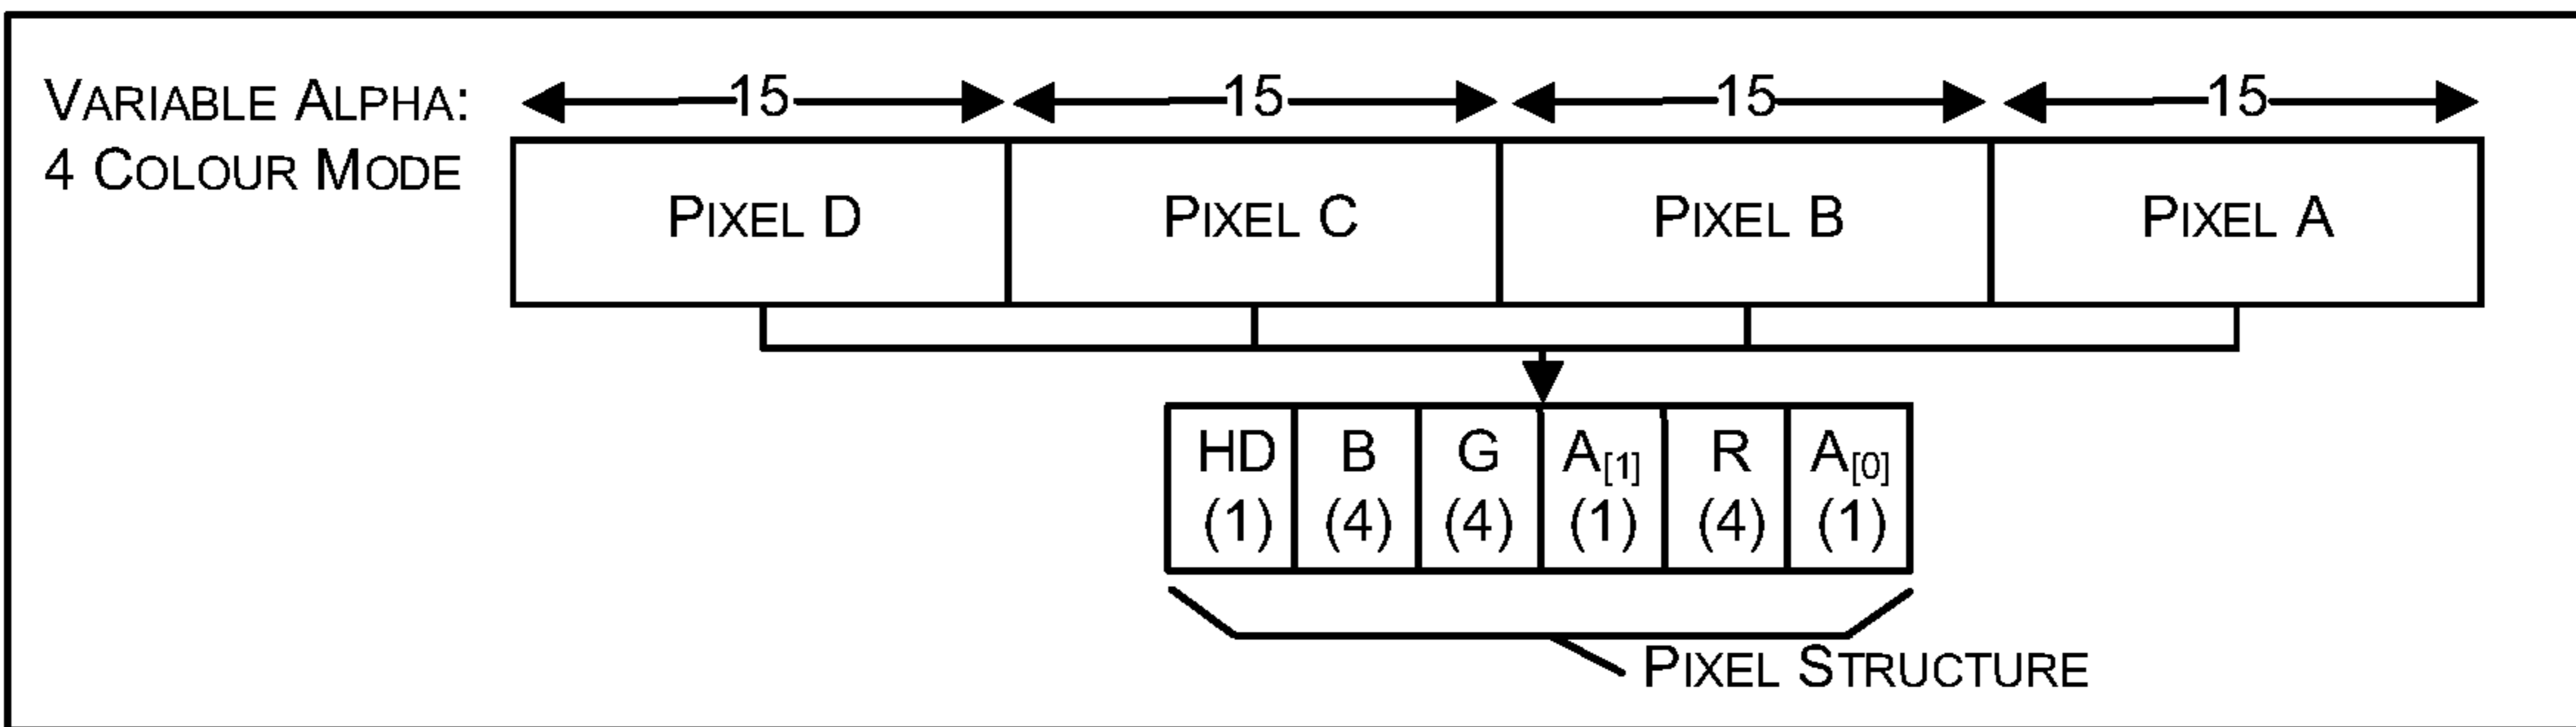 VARIABLE ALPHA:
4 COLOUR MODE
15 15 15 15
PIXEL D PIXEL C PIXEL B PIXEL A
HD B G A[1] R A[0]
(1) (4) (4) (1) (4) (1)
PIXEL STRUCTURE